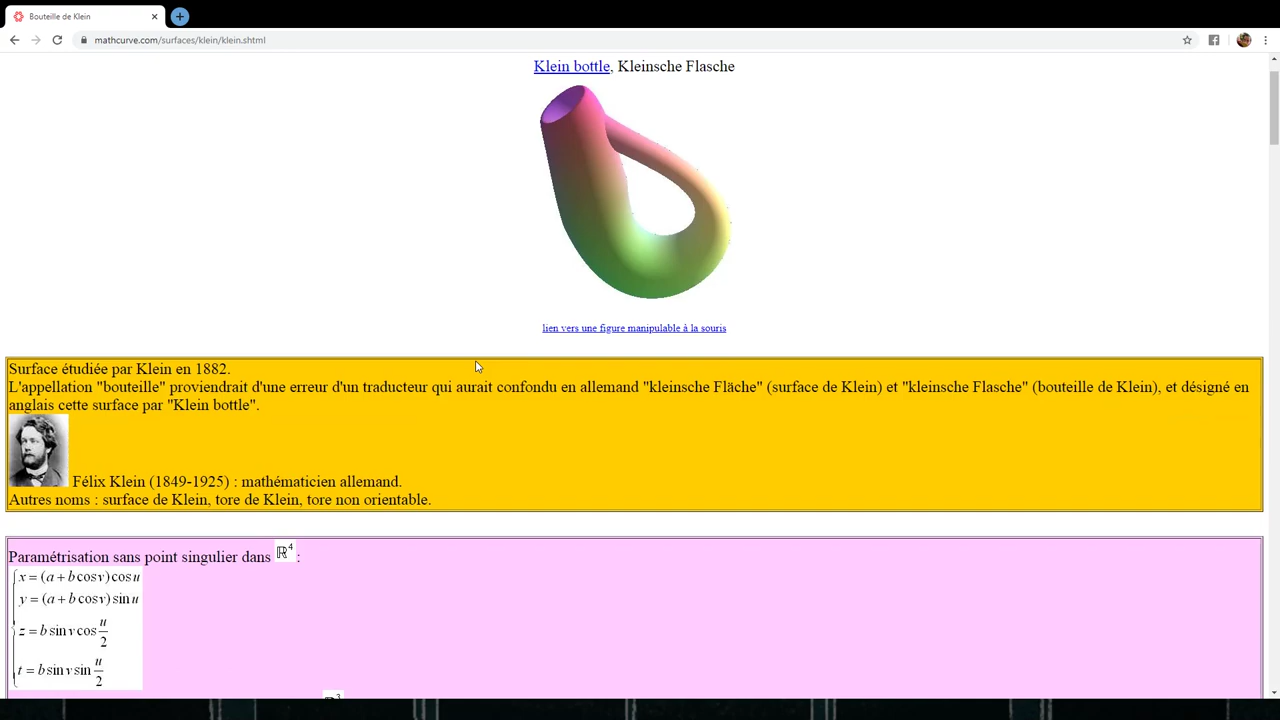 Bouteille de Klein
mathcurve.com/surfaces/klein/klein.shtml
Klein bottle, Kleinsche Flasche
lien vers une figure manipulable à la souris
Surface étudiée par Klein en 1882.
L'appellation "bouteille" proviendrait d'une erreur d'un traducteur qui aurait confondu en allemand "kleinsche Fläche" (surface de Klein) et "kleinsche Flasche" (bouteille de Klein), et désigné en
anglais cette surface par "Klein bottle".
Félix Klein (1849-1925) : mathématicien allemand.
Autres noms : surface de Klein, tore de Klein, tore non orientable.
Paramétrisation sans point singulier dans ℝ⁴ :
x = (a + b cos v) cos u
y = (a + b cos v) sin u
z = b sin v cos u/2
t = b sin v sin u/2